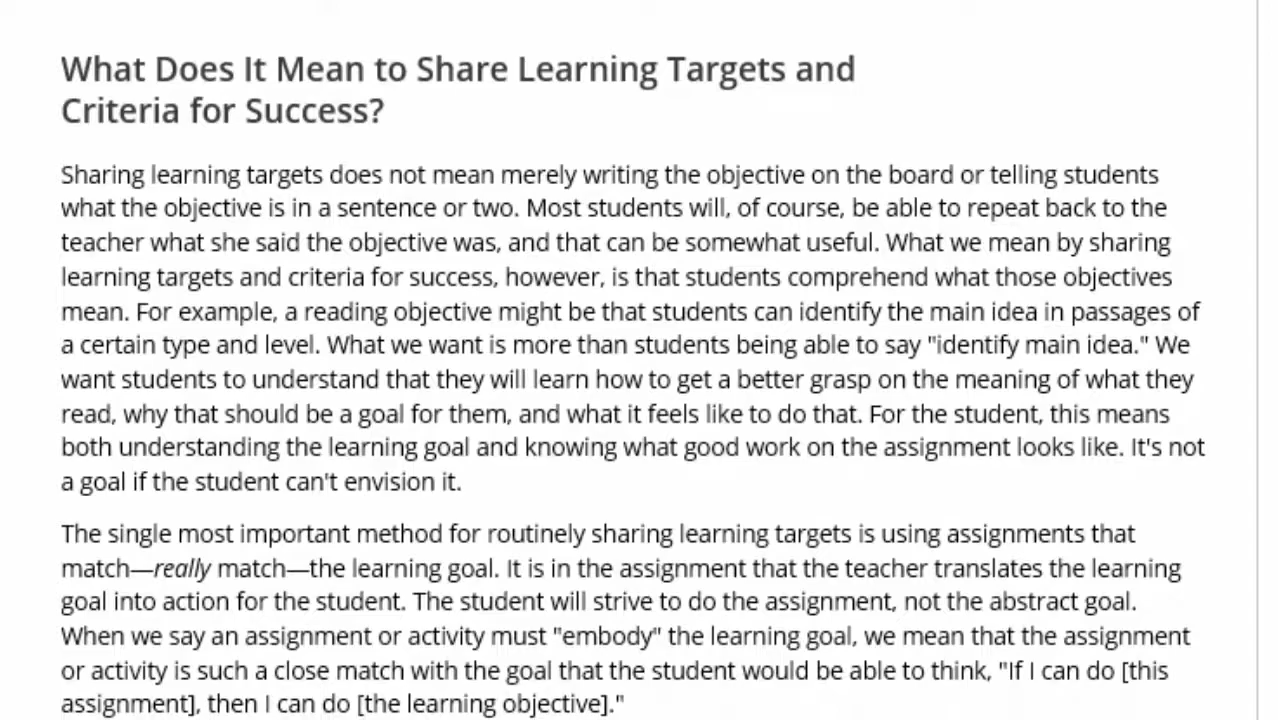 What Does It Mean to Share Learning Targets and
Criteria for Success?
Sharing learning targets does not mean merely writing the objective on the board or telling students
what the objective is in a sentence or two. Most students will, of course, be able to repeat back to the
teacher what she said the objective was, and that can be somewhat useful. What we mean by sharing
learning targets and criteria for success, however, is that students comprehend what those objectives
mean. For example, a reading objective might be that students can identify the main idea in passages of
a certain type and level. What we want is more than students being able to say "identify main idea." We
want students to understand that they will learn how to get a better grasp on the meaning of what they
read, why that should be a goal for them, and what it feels like to do that. For the student, this means
both understanding the learning goal and knowing what good work on the assignment looks like. It's not
a goal if the student can't envision it.
The single most important method for routinely sharing learning targets is using assignments that
match—really match—the learning goal. It is in the assignment that the teacher translates the learning
goal into action for the student. The student will strive to do the assignment, not the abstract goal.
When we say an assignment or activity must "embody" the learning goal, we mean that the assignment
or activity is such a close match with the goal that the student would be able to think, "If I can do [this
assignment], then I can do [the learning objective]."